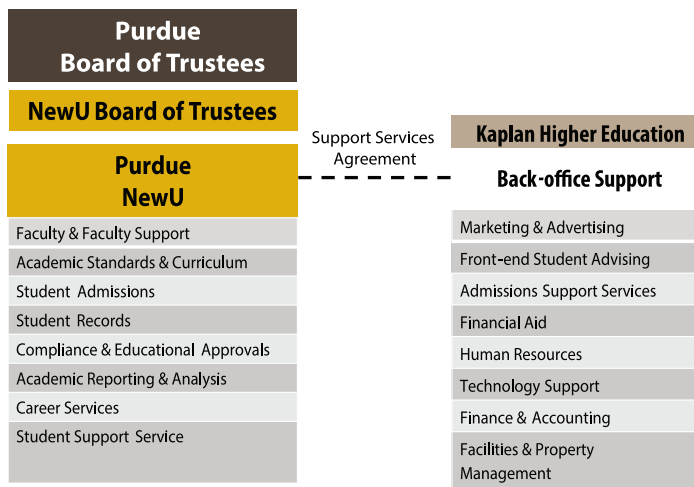 Purdue
Board of Trustees
NewU Board of Trustees
Purdue
NewU
Faculty & Faculty Support
Academic Standards & Curriculum
Student Admissions
Student Records
Compliance & Educational Approvals
Academic Reporting & Analysis
Career Services
Student Support Service
Support Services
Agreement
Kaplan Higher Education
Back-office Support
Marketing & Advertising
Front-end Student Advising
Admissions Support Services
Financial Aid
Human Resources
Technology Support
Finance & Accounting
Facilities & Property
Management